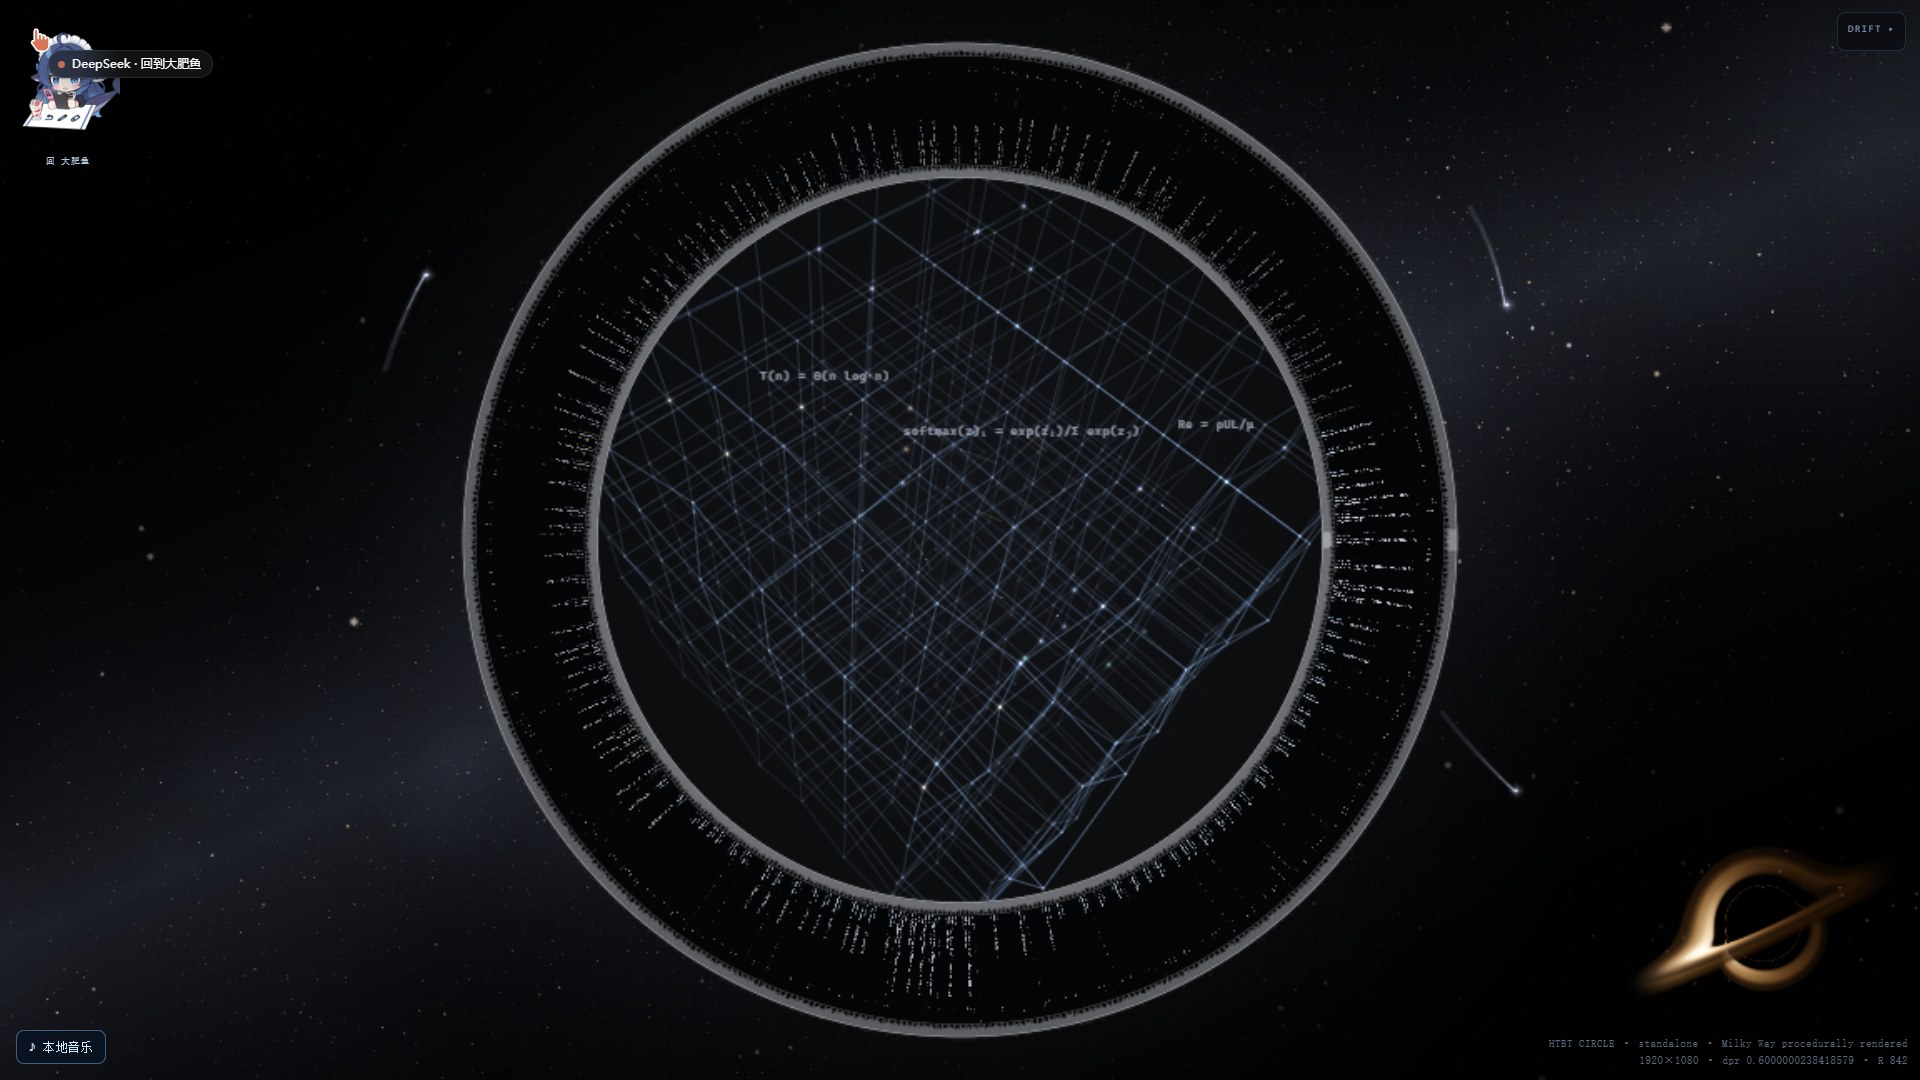 DRIFT ▸
DeepSeek · 回到大肥鱼
回 大肥鱼
T(n) = Θ(n log n)
softmax(z)ᵢ = exp(zᵢ)/Σ exp(zⱼ)
Re = ρUL/μ
♪ 本地音乐
HTBT CIRCLE • standalone • Milky Way procedurally rendered
1920×1080 • dpr 0.6000000238418579 • R 842